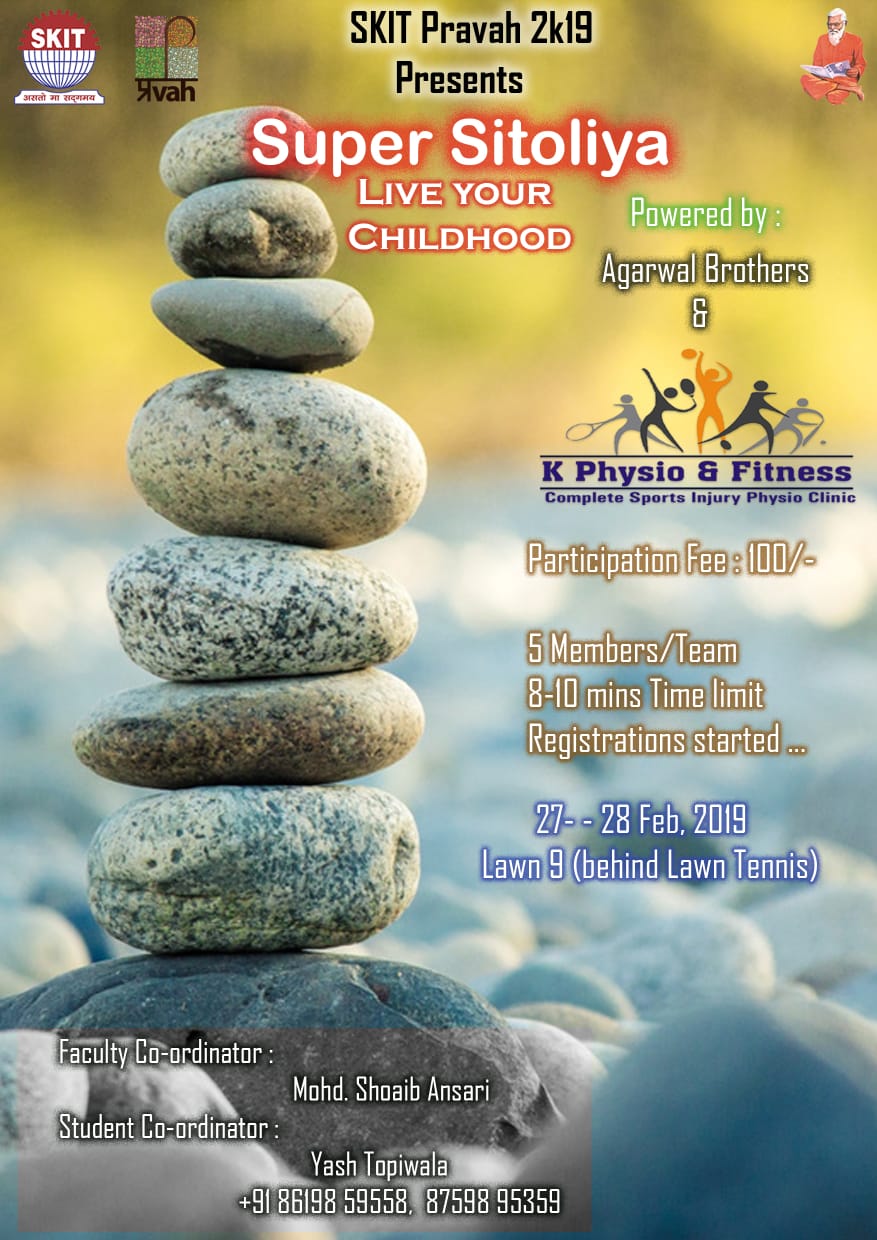 SKIT
असतो मा सद्गमय
प्रvah
SKIT Pravah 2k19
Presents
Super Sitoliya
LIVE YOUR
CHILDHOOD
Powered by :
Agarwal Brothers
&
K Physio & Fitness
Complete Sports Injury Physio Clinic
Participation Fee : 100/-
5 Members/Team
8-10 mins Time limit
Registrations started ...
27- - 28 Feb, 2019
Lawn 9 (behind Lawn Tennis)
Faculty Co-ordinator :
Mohd. Shoaib Ansari
Student Co-ordinator :
Yash Topiwala
+91 86198 59558, 87598 95359